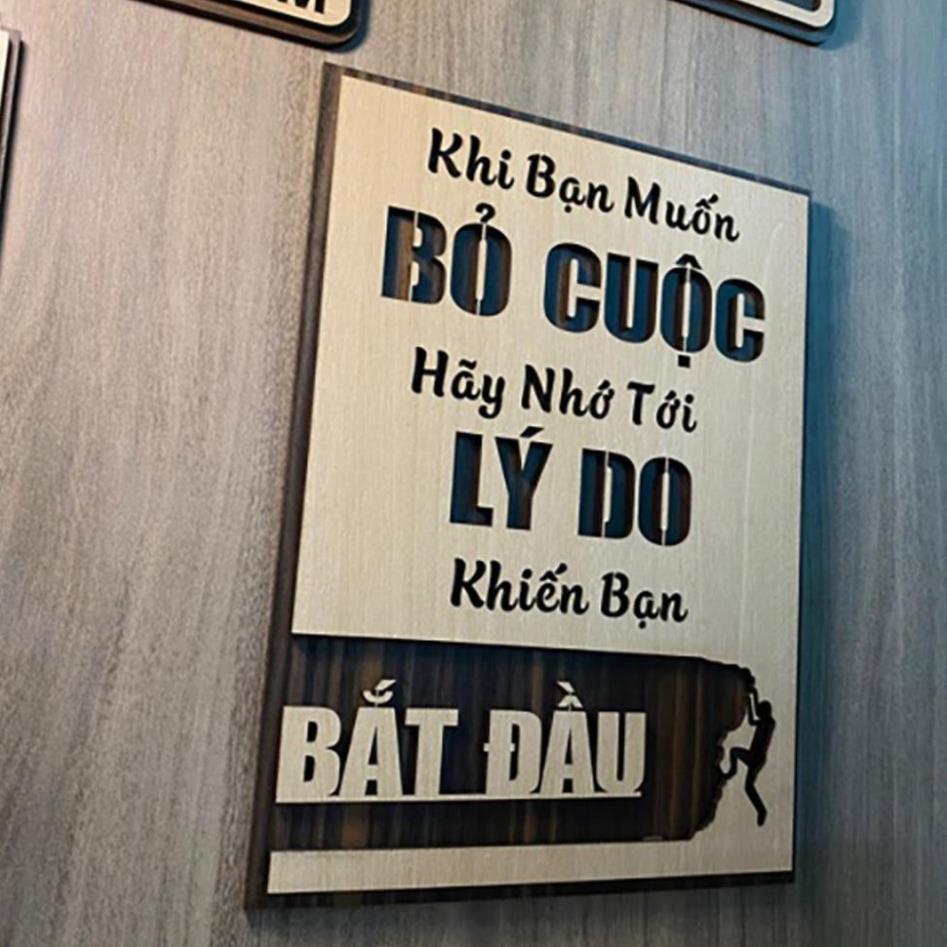 Khi Bạn Muốn
BỎ CUỘC
Hãy Nhớ Tới
LÝ DO
Khiến Bạn
BẮT ĐẦU